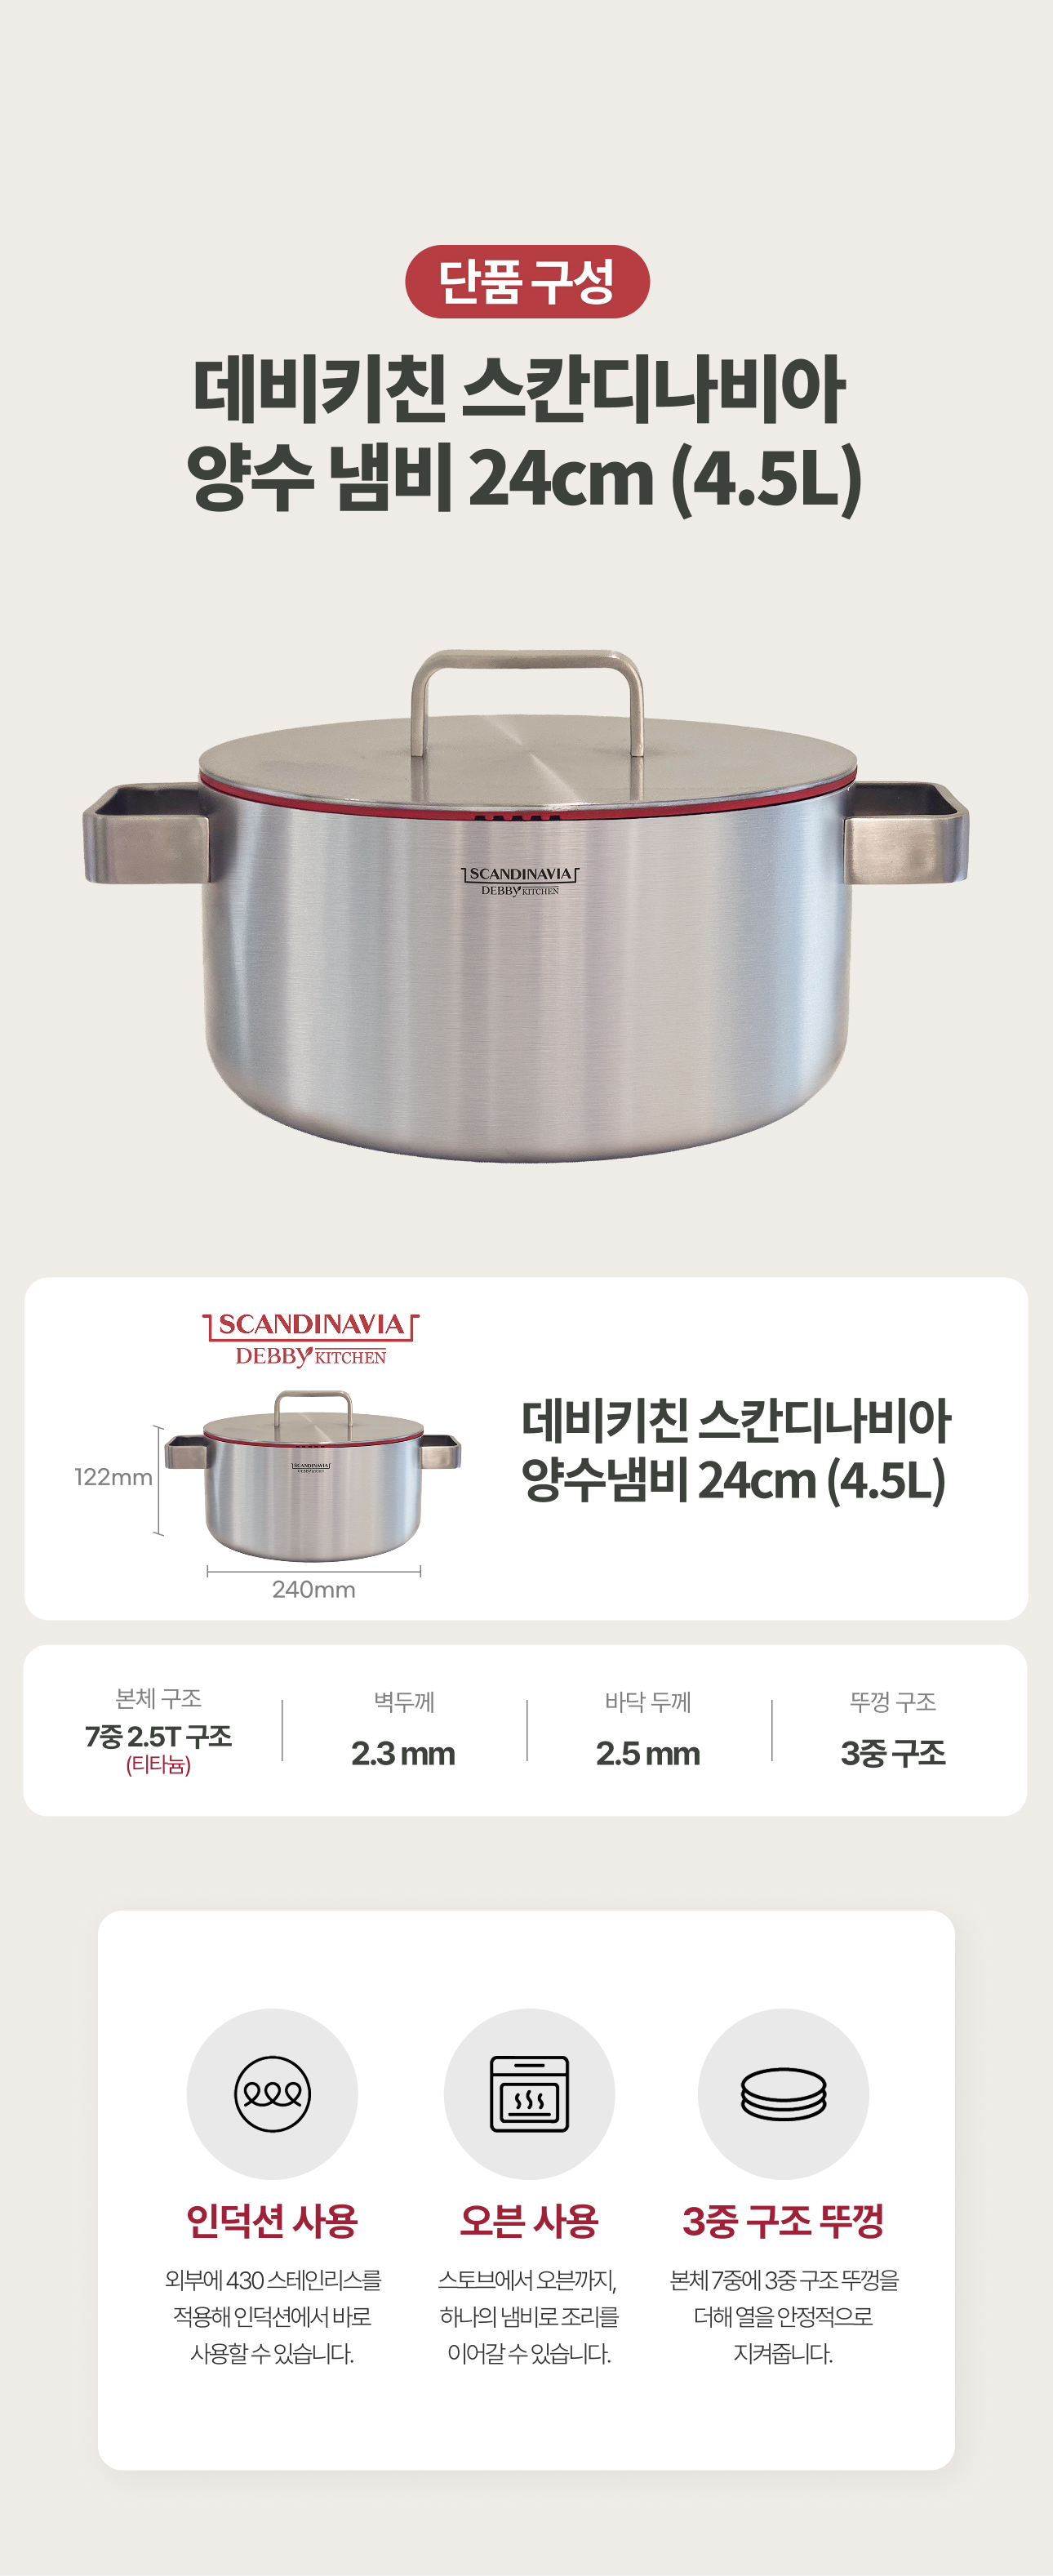 단품 구성
데비키친 스칸디나비아
양수 냄비 24cm (4.5L)
SCANDINAVIA
DEBBY KITCHEN
SCANDINAVIA
DEBBY KITCHEN
SCANDINAVIA
122mm
240mm
데비키친 스칸디나비아
양수냄비 24cm (4.5L)
본체 구조
7중 2.5T 구조
(티타늄)
벽두께
2.3 mm
바닥 두께
2.5 mm
뚜껑 구조
3중 구조
인덕션 사용
외부에 430 스테인리스를
적용해 인덕션에서 바로
사용할 수 있습니다.
오븐 사용
스토브에서 오븐까지,
하나의 냄비로 조리를
이어갈 수 있습니다.
3중 구조 뚜껑
본체 7중에 3중 구조 뚜껑을
더해 열을 안정적으로
지켜줍니다.